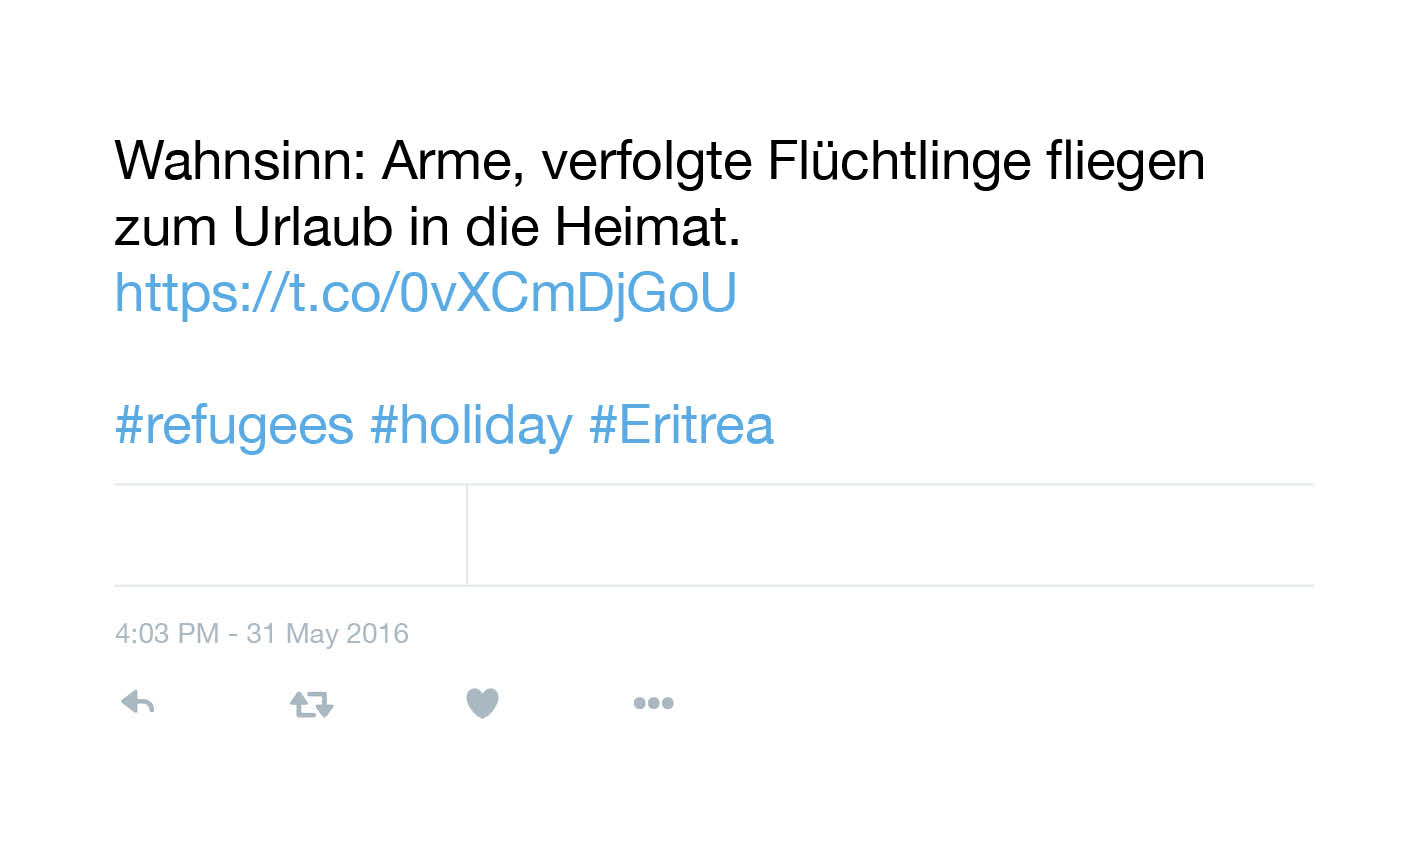 Wahnsinn: Arme, verfolgte Flüchtlinge fliegen
zum Urlaub in die Heimat.
https://t.co/0vXCmDjGoU
#refugees #holiday #Eritrea
4:03 PM - 31 May 2016